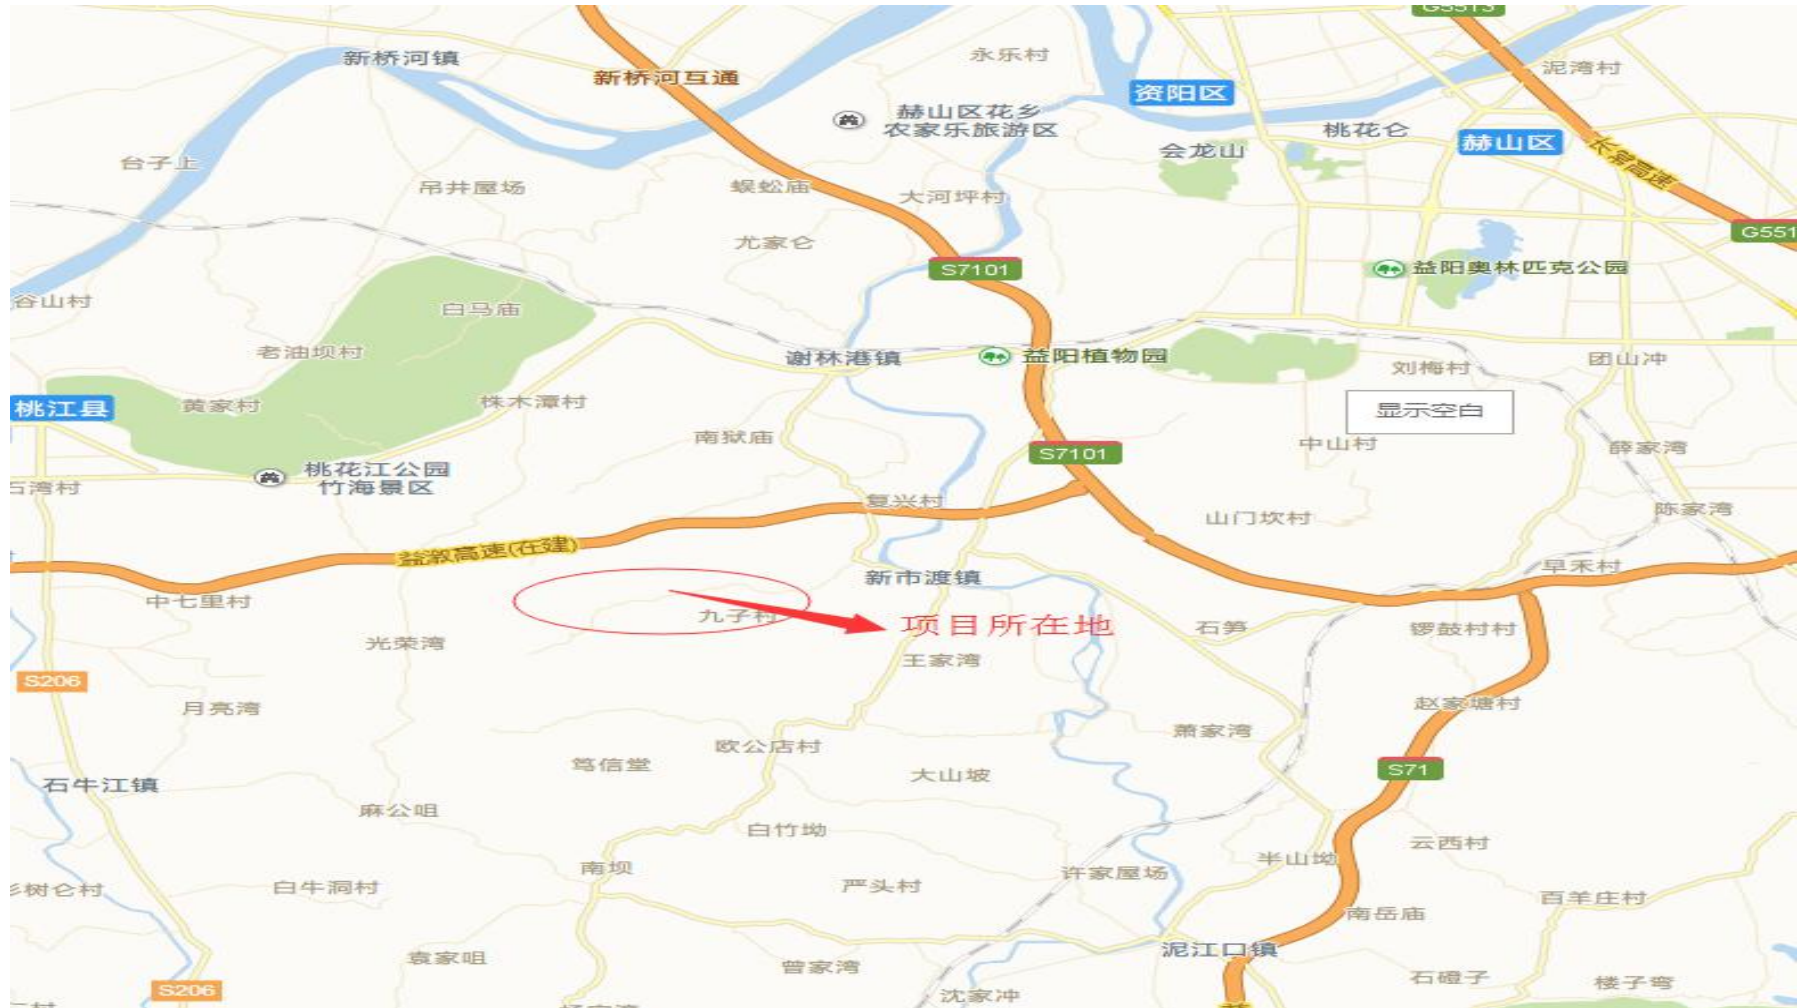 G5513
新桥河镇
永乐村
泥湾村
新桥河互通
资阳区
赫山区花乡
农家乐旅游区
桃花仑
赫山区
会龙山
长常高速
台子上
吊井屋场
蜈蚣庙
大河坪村
G551
尤家仑
S7101
益阳奥林匹克公园
谷山村
白马庙
老油坝村
谢林港镇
益阳植物园
刘梅村
团山冲
桃江县
黄家村
株木潭村
显示空白
南狱庙
中山村
薛家湾
S7101
桃花江公园
竹海景区
石湾村
复兴村
山门坎村
陈家湾
益溆高速(在建)
新市渡镇
早禾村
中七里村
九子村
项目所在地
石笋
锣鼓村村
光荣湾
王家湾
S206
月亮湾
赵家塘村
萧家湾
欧公店村
笃信堂
大山坡
S71
石牛江镇
麻公咀
白竹坳
云西村
半山坳
南坝
许家屋场
白牛洞村
严头村
树仑村
百羊庄村
南岳庙
泥江口镇
袁家咀
曾家湾
石磴子
楼子弯
S206
沈家冲